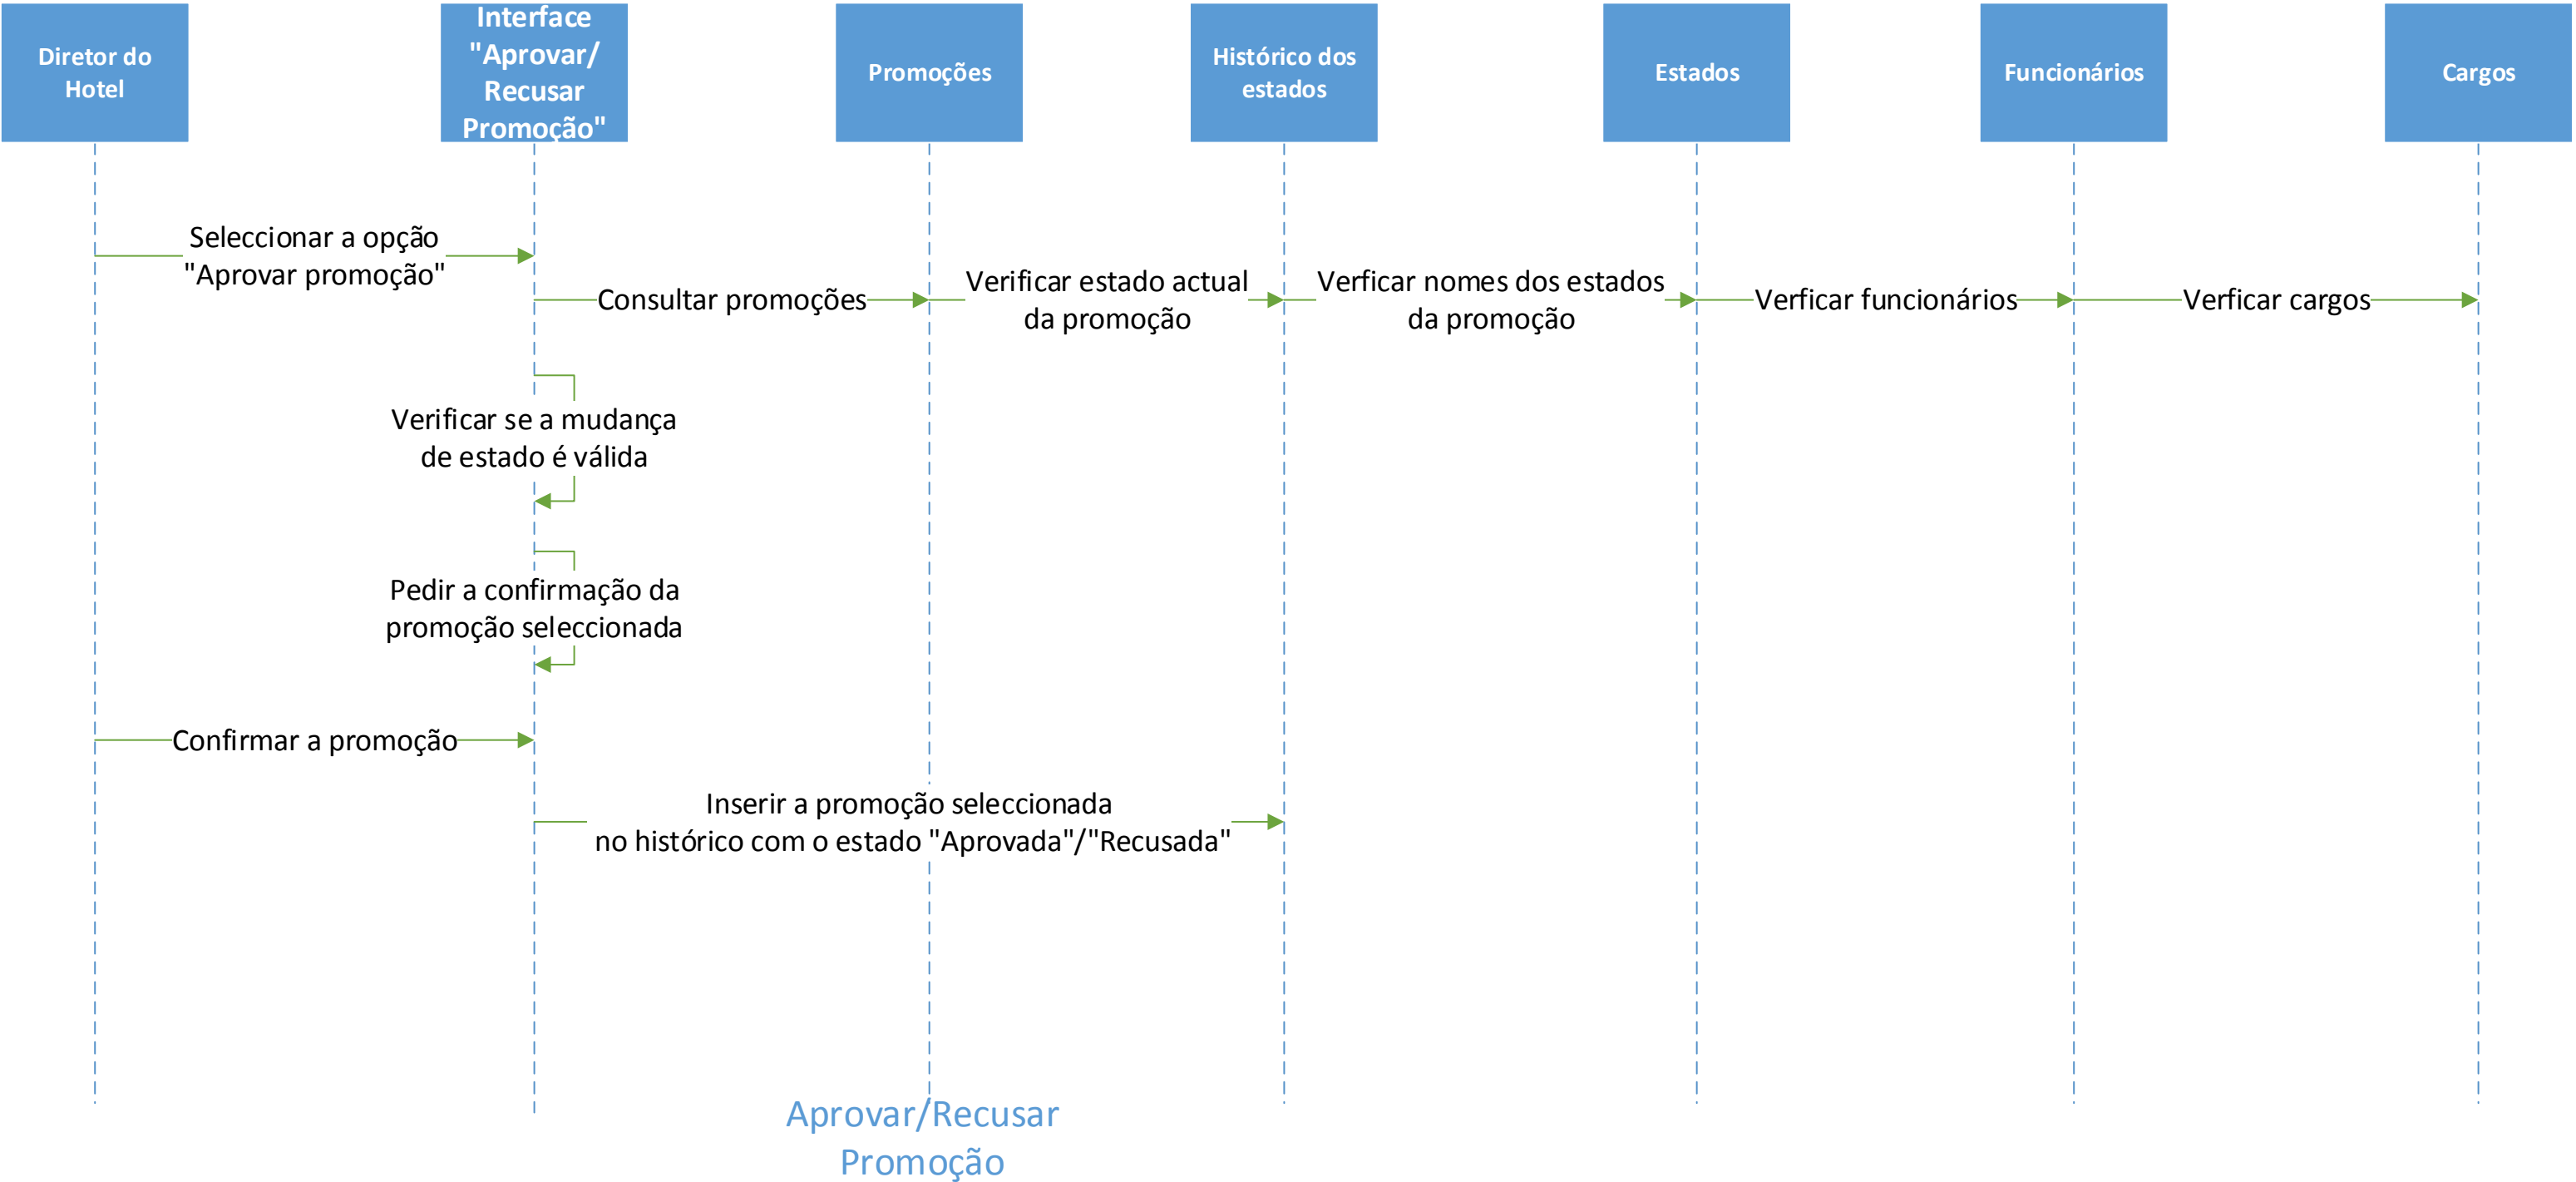 Diretor do
Hotel
Interface
"Aprovar/
Recusar
Promoção"
Promoções
Histórico dos
estados
Estados
Funcionários
Cargos
Seleccionar a opção
"Aprovar promoção"
Consultar promoções
Verificar estado actual
da promoção
Verficar nomes dos estados
da promoção
Verficar funcionários
Verficar cargos
Verificar se a mudança
de estado é válida
Pedir a confirmação da
promoção seleccionada
Confirmar a promoção
Inserir a promoção seleccionada
no histórico com o estado "Aprovada"/"Recusada"
Aprovar/Recusar
Promoção